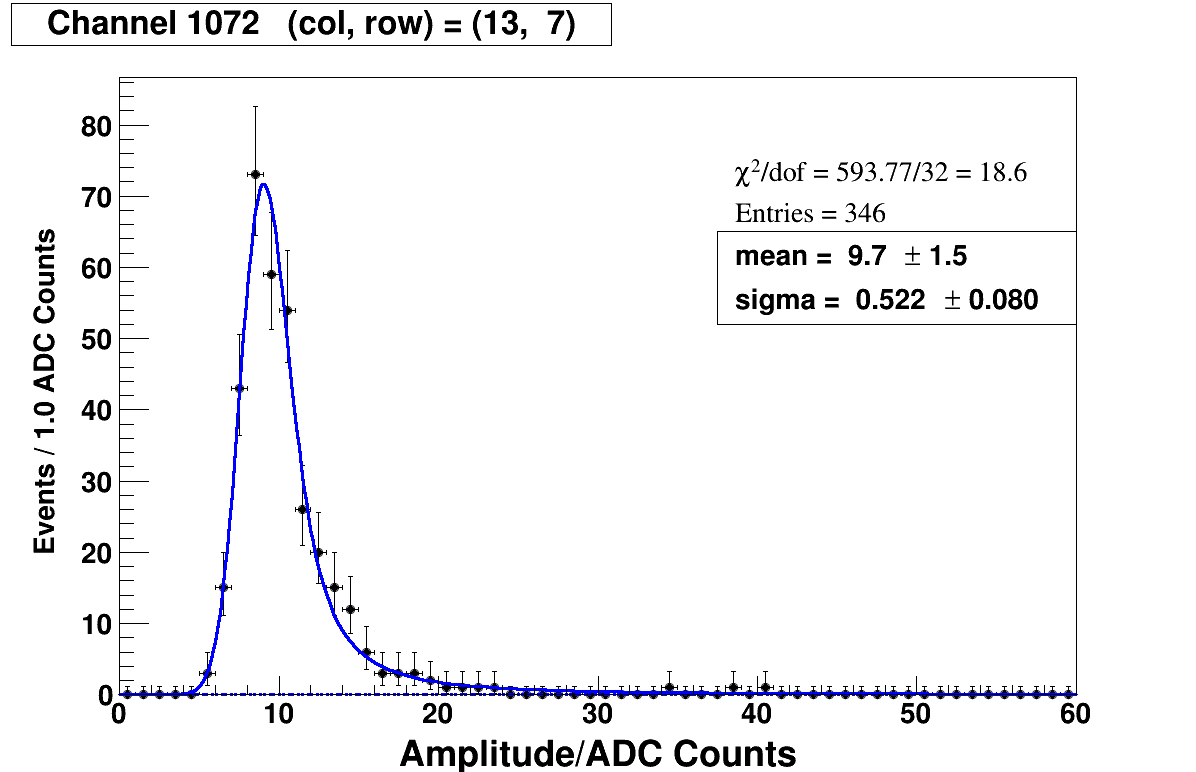 Channel 1072 (col, row) = (13, 7)
χ²/dof = 593.77/32 = 18.6
Entries = 346
mean = 9.7 ± 1.5
sigma = 0.522 ± 0.080
Events / 1.0 ADC Counts
80
70
60
50
40
30
20
10
0
0 10 20 30 40 50 60
Amplitude/ADC Counts